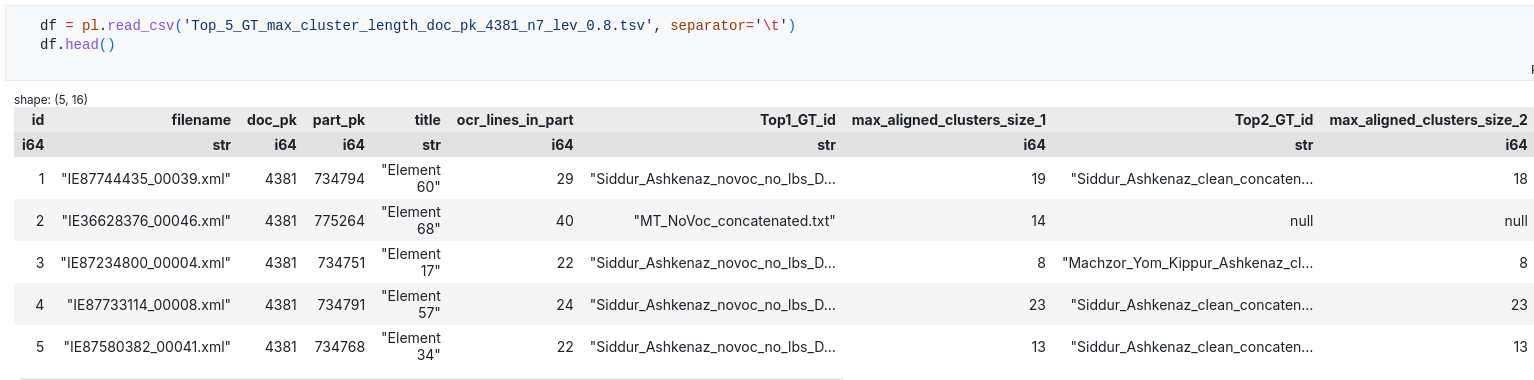 df = pl.read_csv('Top_5_GT_max_cluster_length_doc_pk_4381_n7_lev_0.8.tsv', separator='\t')
df.head()
shape: (5, 16)
id filename doc_pk part_pk title ocr_lines_in_part Top1_GT_id max_aligned_clusters_size_1 Top2_GT_id max_aligned_clusters_size_2
i64 str i64 i64 str i64 str i64 str i64
1 "IE87744435_00039.xml" 4381 734794 "Element 60" 29 "Siddur_Ashkenaz_novoc_no_lbs_D... 19 "Siddur_Ashkenaz_clean_concaten... 18
2 "IE36628376_00046.xml" 4381 775264 "Element 68" 40 "MT_NoVoc_concatenated.txt" 14 null null
3 "IE87234800_00004.xml" 4381 734751 "Element 17" 22 "Siddur_Ashkenaz_novoc_no_lbs_D... 8 "Machzor_Yom_Kippur_Ashkenaz_cl... 8
4 "IE87733114_00008.xml" 4381 734791 "Element 57" 24 "Siddur_Ashkenaz_novoc_no_lbs_D... 23 "Siddur_Ashkenaz_clean_concaten... 23
5 "IE87580382_00041.xml" 4381 734768 "Element 34" 22 "Siddur_Ashkenaz_novoc_no_lbs_D... 13 "Siddur_Ashkenaz_clean_concaten... 13